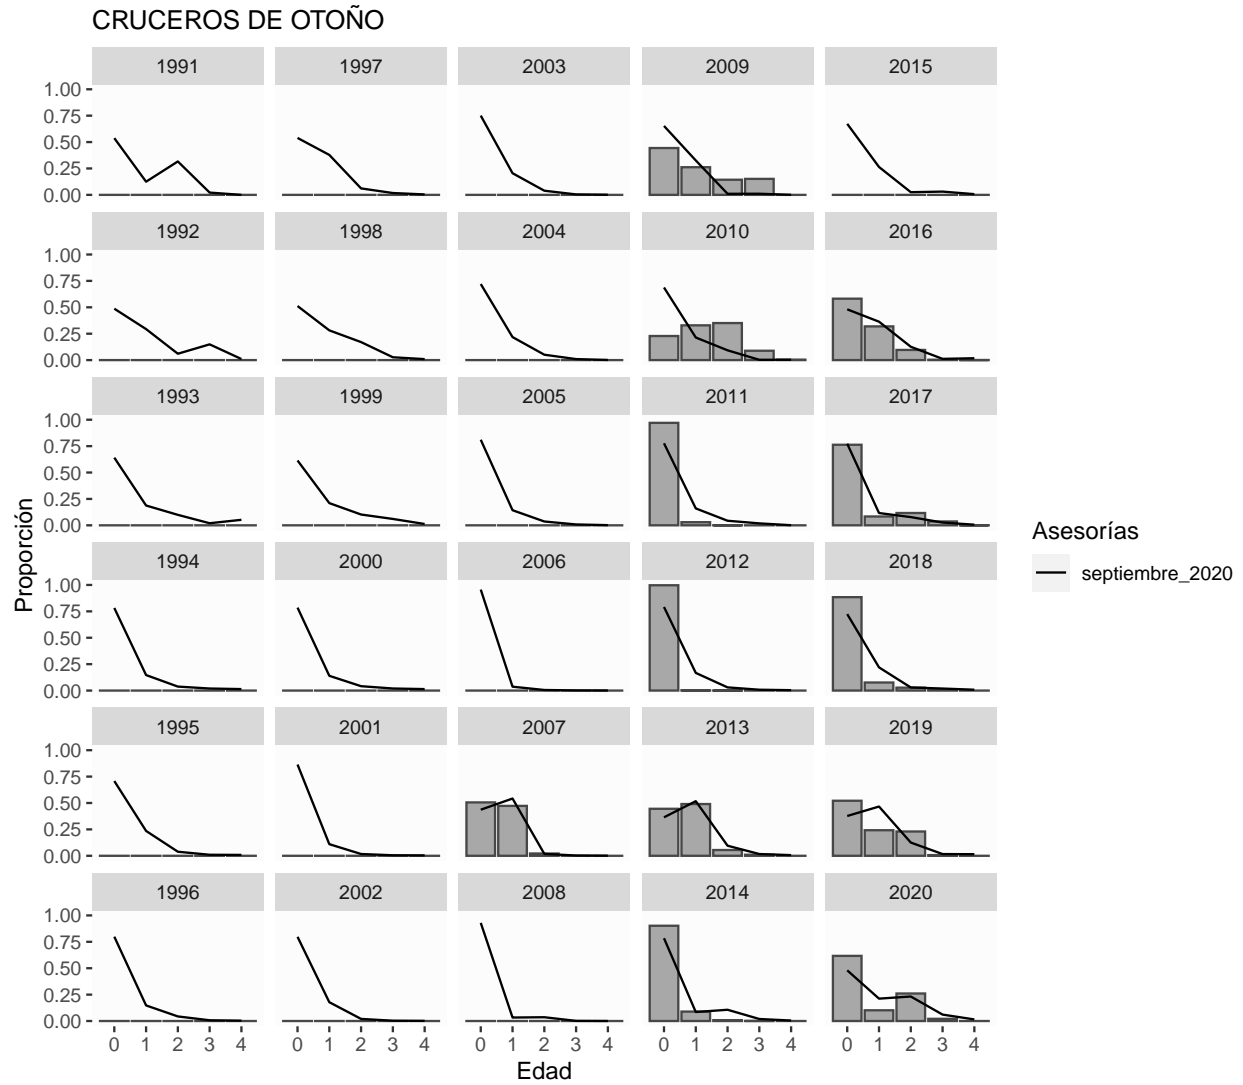 CRUCEROS DE OTOÑO
1991 1997 2003 2009 2015
1.00
0.75
0.50
0.25
0.00
1992 1998 2004 2010 2016
1.00
0.75
0.50
0.25
0.00
1993 1999 2005 2011 2017
1.00
0.75
0.50
0.25
0.00
1994 2000 2006 2012 2018
1.00
0.75
0.50
0.25
0.00
1995 2001 2007 2013 2019
1.00
0.75
0.50
0.25
0.00
1996 2002 2008 2014 2020
1.00
0.75
0.50
0.25
0.00
0 1 2 3 4 0 1 2 3 4 0 1 2 3 4 0 1 2 3 4 0 1 2 3 4
Edad
Proporción
Asesorías
septiembre_2020